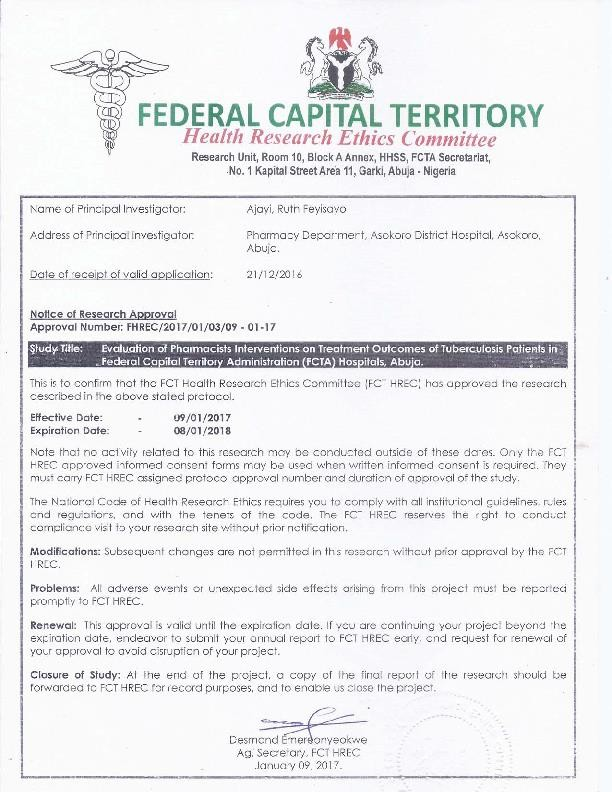 FEDERAL CAPITAL TERRITORY
Health Research Ethics Committee
Research Unit, Room 10, Block A Annex, HHSS, FCTA Secretariat,
No. 1 Kapital Street Area 11, Garki, Abuja - Nigeria
Name of Principal Investigator: Ajayi, Ruth Feyisayo
Address of Principal Investigator: Pharmacy Department, Asokoro District Hospital, Asokoro,
Abuja.
Date of receipt of valid application: 21/12/2016
Notice of Research Approval
Approval Number: FHREC/2017/01/03/09 - 01-17
Study Title: Evaluation of Pharmacists Interventions on Treatment Outcomes of Tuberculosis Patients in
Federal Capital Territory Administration (FCTA) Hospitals, Abuja.
This is to confirm that the FCT Health Research Ethics Committee (FCT HREC) has approved the research
described in the above stated protocol.
Effective Date: - 09/01/2017
Expiration Date: - 08/01/2018
Note that no activity related to this research may be conducted outside of these dates. Only the FCT
HREC approved informed consent forms may be used when written informed consent is required. They
must carry FCT HREC assigned protocol approval number and duration of approval of the study.
The National Code of Health Research Ethics requires you to comply with all institutional guidelines, rules
and regulations, and with the tenets of the code. The FCT HREC reserves the right to conduct
compliance visit to your research site without prior notification.
Modifications: Subsequent changes are not permitted in this research without prior approval by the FCT
HREC.
Problems: All adverse events or unexpected side effects arising from this project must be reported
promptly to FCT HREC.
Renewal: This approval is valid until the expiration date. If you are continuing your project beyond the
expiration date, endeavor to submit your annual report to FCT HREC early, and request for renewal of
your approval to avoid disruption of your project.
Closure of Study: At the end of the project, a copy of the final report of the research should be
forwarded to FCT HREC for record purposes, and to enable us close the project.
Desmond Emereonyeokwe
Ag. Secretary, FCT HREC
January 09, 2017.